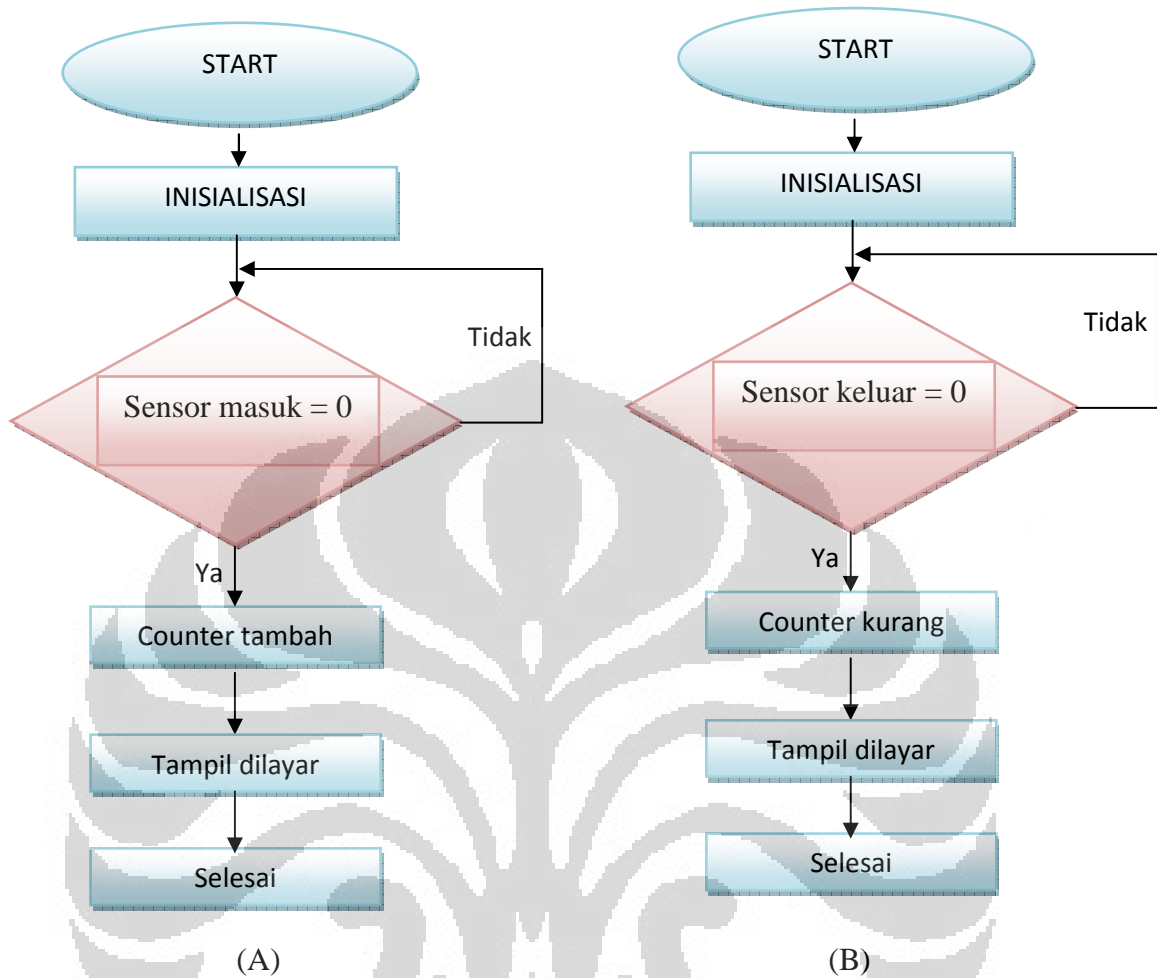 START
INISIALISASI
Tidak
Sensor masuk = 0
Ya
Counter tambah
Tampil dilayar
Selesai
(A)
START
INISIALISASI
Tidak
Sensor keluar = 0
Ya
Counter kurang
Tampil dilayar
Selesai
(B)